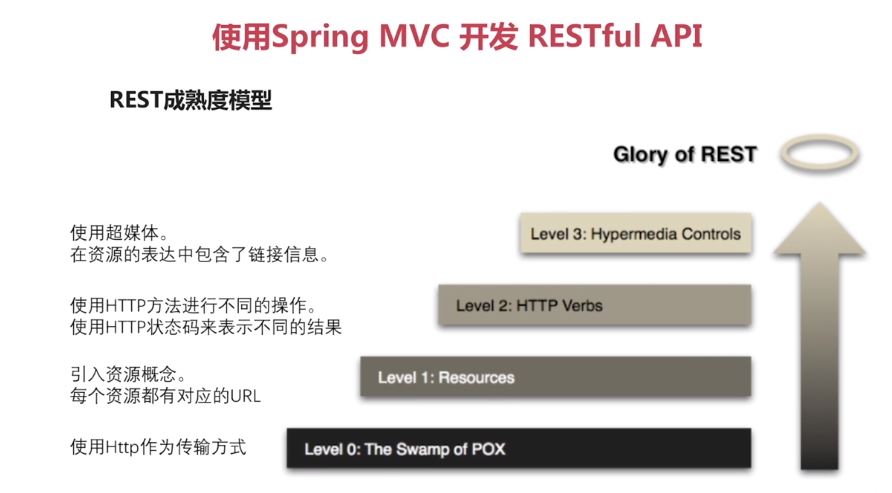 使用Spring MVC 开发 RESTful API
REST成熟度模型
Glory of REST
使用超媒体。
在资源的表达中包含了链接信息。
Level 3: Hypermedia Controls
使用HTTP方法进行不同的操作。
使用HTTP状态码来表示不同的结果
Level 2: HTTP Verbs
引入资源概念。
每个资源都有对应的URL
Level 1: Resources
使用Http作为传输方式
Level 0: The Swamp of POX